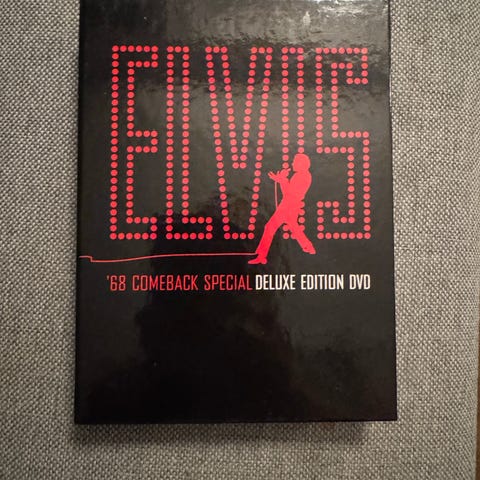 ELVIS
'68 COMEBACK SPECIAL DELUXE EDITION DVD